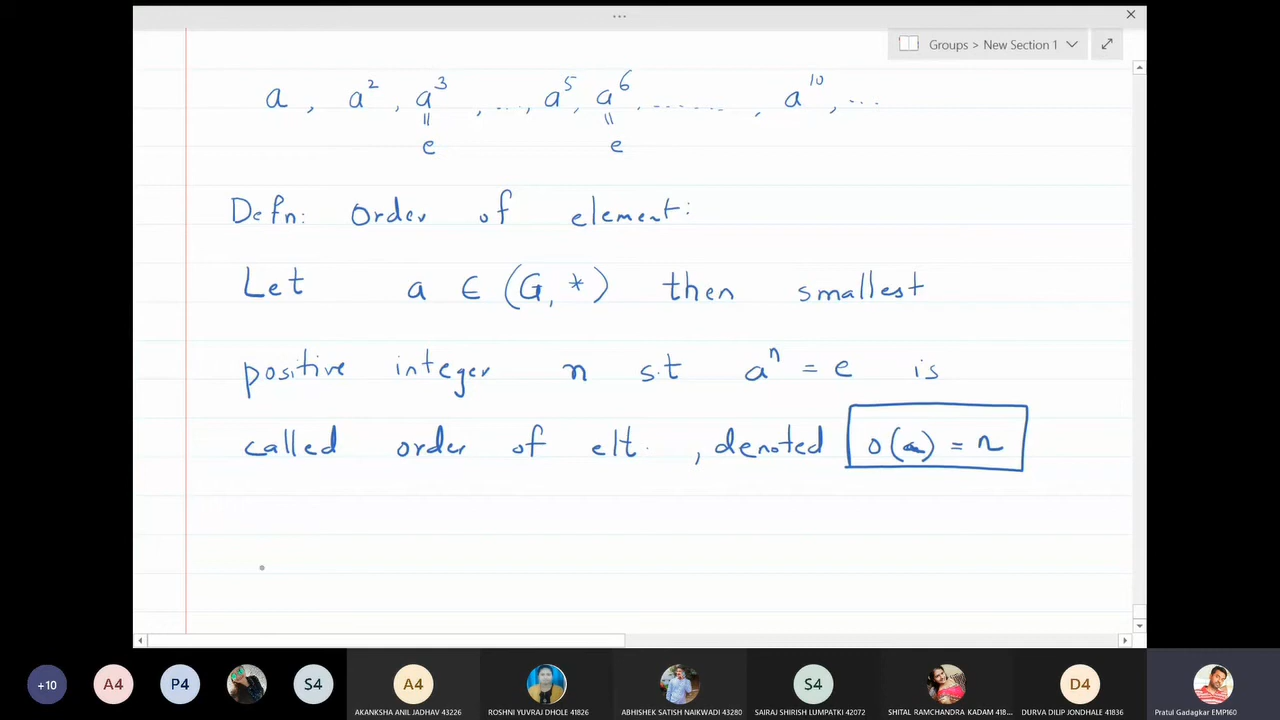 ...
Groups > New Section 1
a , a² , a³ , ..., a⁵, a⁶, ........ , a¹⁰, ...
|| ||
e e
Defn: Order of element:
Let a ∈ (G, *) then smallest
positive integer n s.t aⁿ = e is
called order of elt. , denoted o(a) = n
+10 A4 P4 S4 A4 S4 D4
AKANKSHA ANIL JADHAV 43226 ROSHNI YUVRAJ DHOLE 41826 ABHISHEK SATISH NAIKWADI 43280 SAIRAJ SHIRISH LUMPATKI 42072 SHITAL RAMCHANDRA KADAM 418... DURVA DILIP JONDHALE 41836 Pratul Gadagkar EMP160